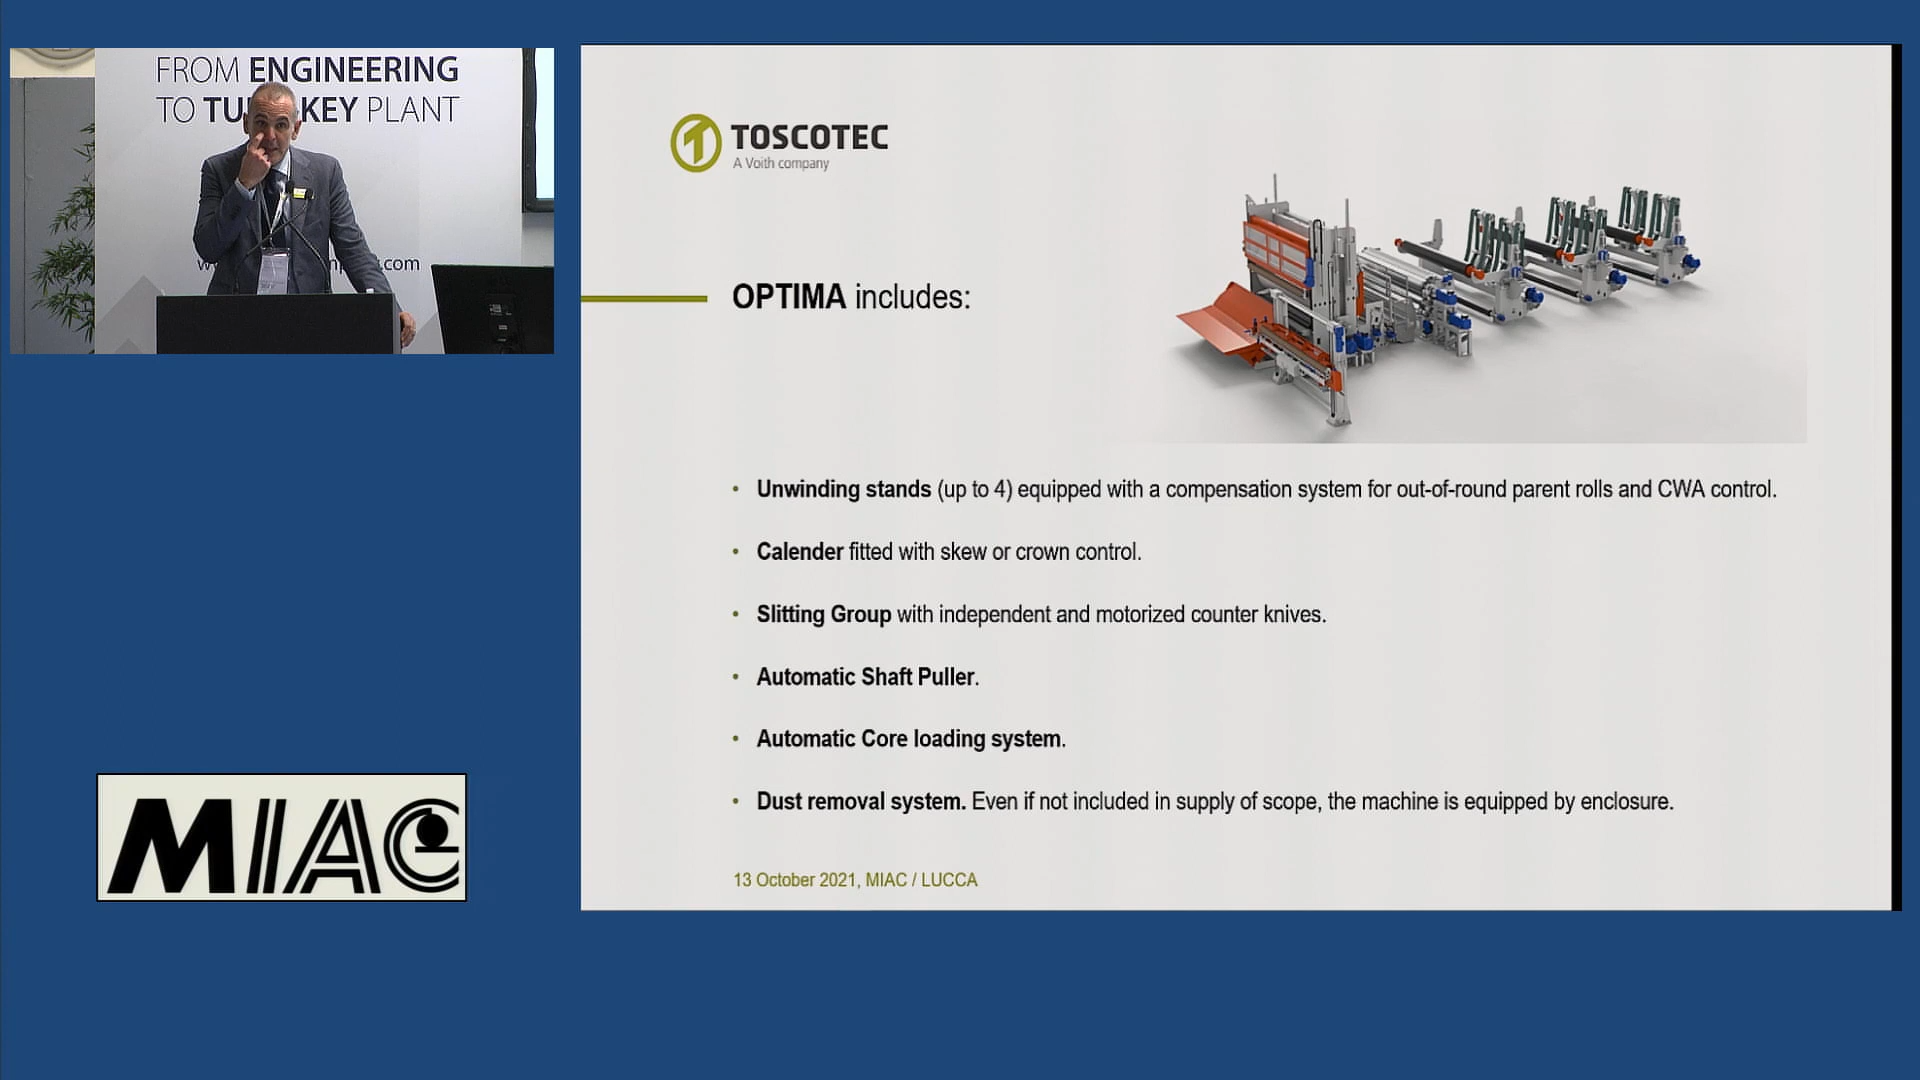 FROM ENGINEERING
TO TU KEY PLANT
.com
TOSCOTEC
A Voith company
OPTIMA includes:
• Unwinding stands (up to 4) equipped with a compensation system for out-of-round parent rolls and CWA control.
• Calender fitted with skew or crown control.
• Slitting Group with independent and motorized counter knives.
• Automatic Shaft Puller.
• Automatic Core loading system.
• Dust removal system. Even if not included in supply of scope, the machine is equipped by enclosure.
13 October 2021, MIAC / LUCCA
MIAC